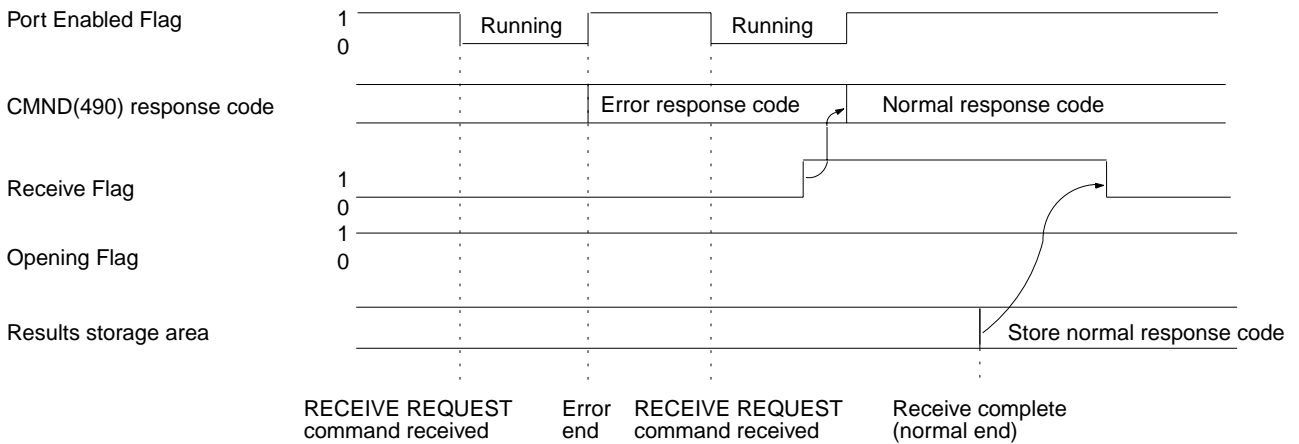 Port Enabled Flag
1
0
Running
Running
CMND(490) response code
Error response code
Normal response code
Receive Flag
1
0
Opening Flag
1
0
Results storage area
Store normal response code
RECEIVE REQUEST
command received
Error
end
RECEIVE REQUEST
command received
Receive complete
(normal end)